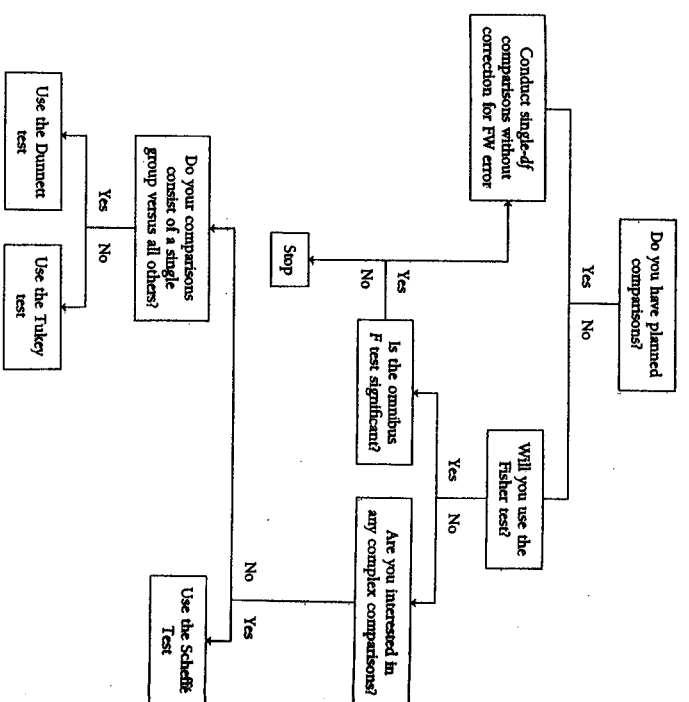 Do you have planned
comparisons?
Yes
No
Conduct single-df
comparisons without
correction for FW error
Will you use the
Fisher test?
Yes
No
Is the omnibus
F test significant?
Yes
No
Stop
Are you interested in
any complex comparisons?
No
Yes
Do your comparisons
consist of a single
group versus all others?
Use the Scheffé
Test
Yes
No
Use the Dunnett
test
Use the Tukey
test